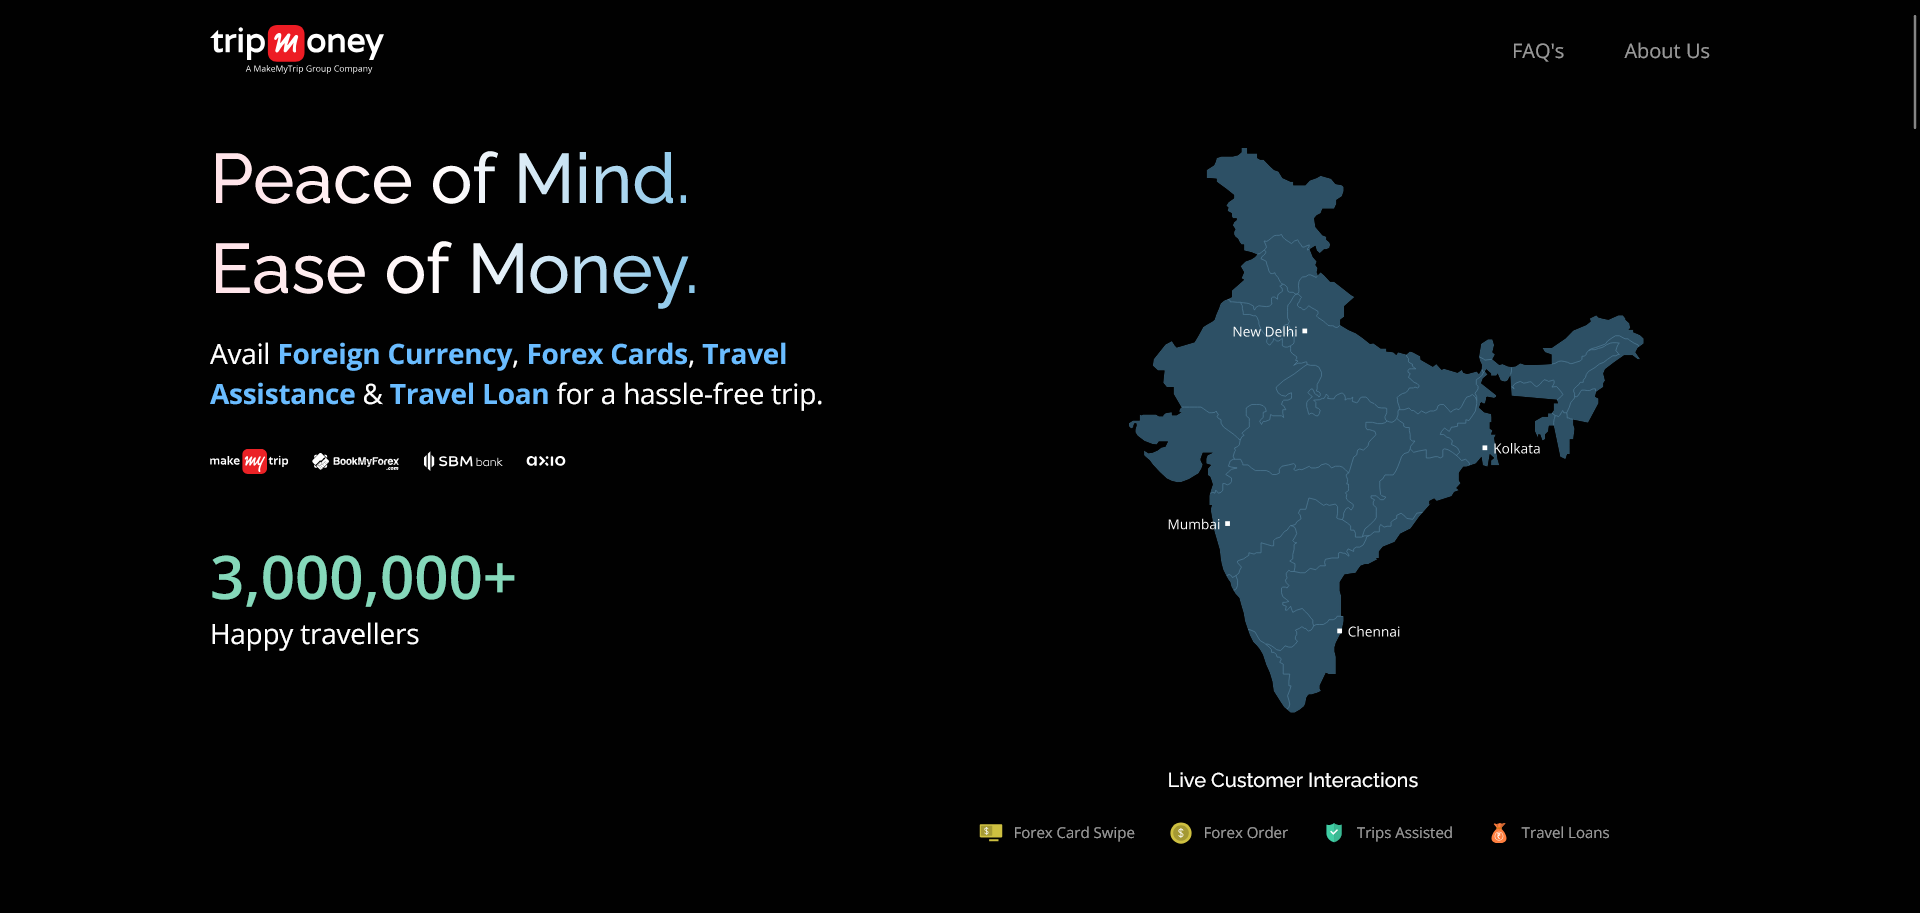 tripmoney
A MakeMyTrip Group Company
FAQ's
About Us
Peace of Mind.
Ease of Money.
Avail Foreign Currency, Forex Cards, Travel
Assistance & Travel Loan for a hassle-free trip.
make my trip
BookMyForex.com
SBM bank
axio
3,000,000+
Happy travellers
New Delhi
Kolkata
Mumbai
Chennai
Live Customer Interactions
Forex Card Swipe
Forex Order
Trips Assisted
Travel Loans